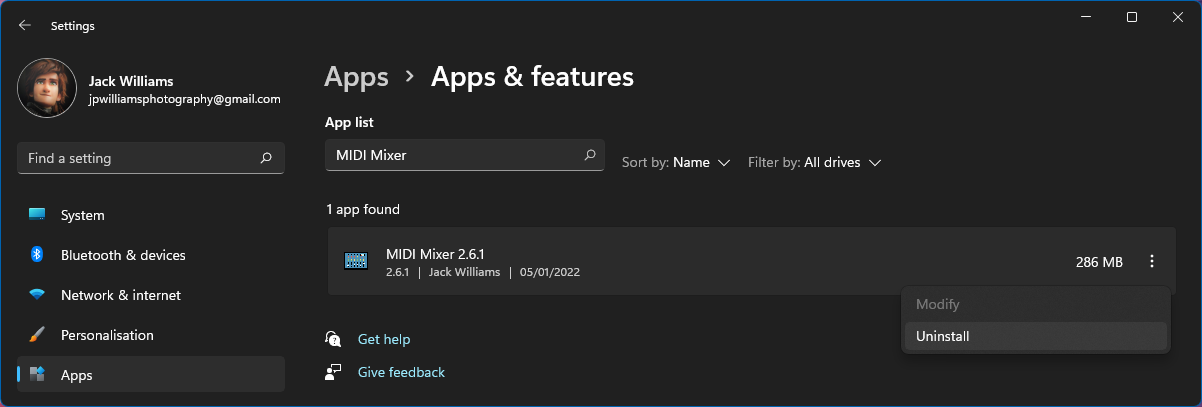 Settings
Jack Williams
jpwilliamsphotography@gmail.com
Find a setting
System
Bluetooth & devices
Network & internet
Personalisation
Apps
Apps > Apps & features
App list
MIDI Mixer
Sort by: Name
Filter by: All drives
1 app found
MIDI Mixer 2.6.1
2.6.1 | Jack Williams | 05/01/2022
286 MB
Modify
Uninstall
Get help
Give feedback